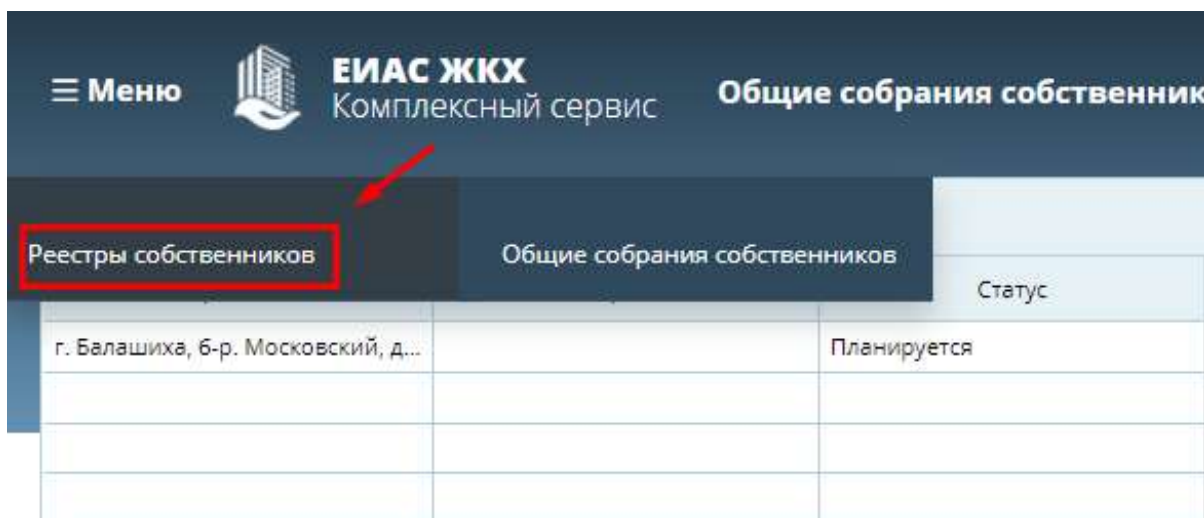 ☰ Меню
ЕИАС ЖКХ
Комплексный сервис
Общие собрания собственник
Реестры собственников
Общие собрания собственников
Статус
г. Балашиха, б-р. Московский, д...
Планируется